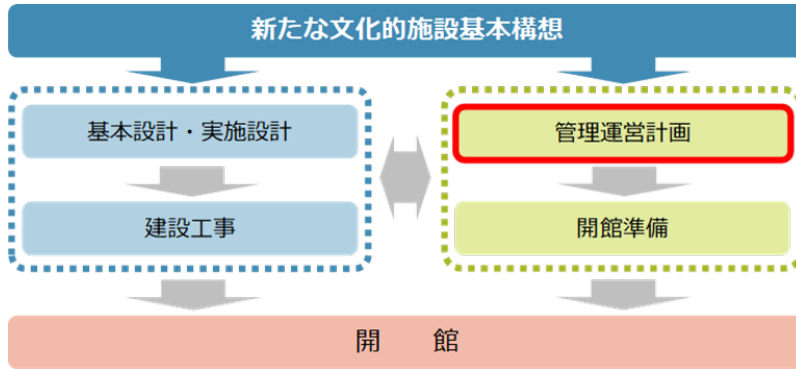 新たな文化的施設基本構想
基本設計・実施設計
管理運営計画
建設工事
開館準備
開　　館